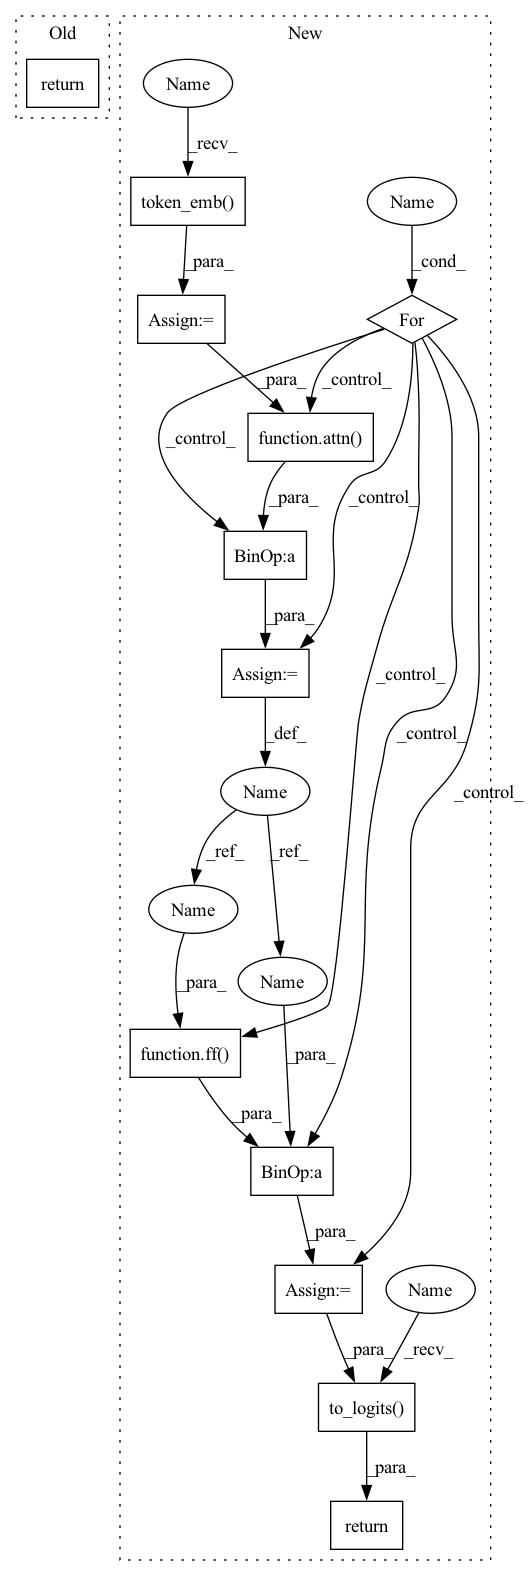 Old
New
return
Name
_recv_
token_emb()
Name
_para_
_cond_
Assign:=
For
_para_
_control_
_control_
function.attn()
_para_
_control_
BinOp:a
_para_
Assign:=
_control_
_def_
_control_
Name
_control_
_ref_
_ref_
Name
Name
_para_
function.ff()
_para_
_para_
BinOp:a
_para_
Assign:=
Name
_para_
_recv_
to_logits()
_para_
return